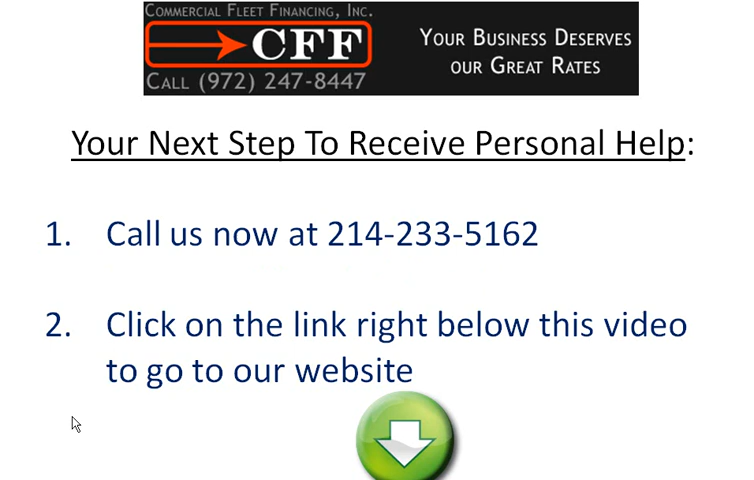 Commercial Fleet Financing, Inc.
CFF
Call (972) 247-8447
Your Business Deserves
our Great Rates
Your Next Step To Receive Personal Help:
1. Call us now at 214-233-5162
2. Click on the link right below this video
to go to our website